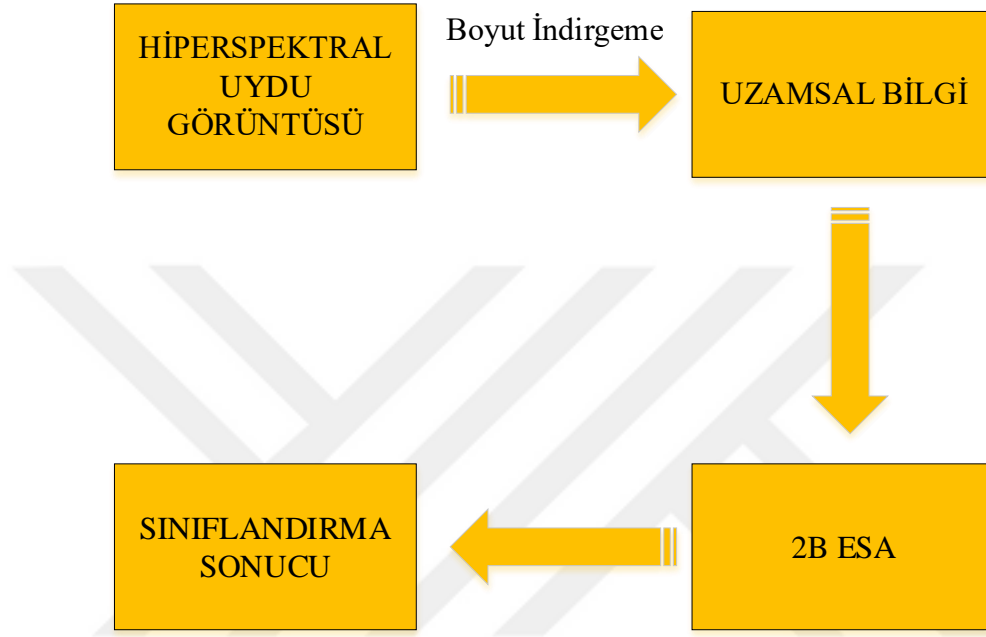 HİPERSPEKTRAL
UYDU
GÖRÜNTÜSÜ
Boyut İndirgeme
UZAMSAL BİLGİ
2B ESA
SINIFLANDIRMA
SONUCU